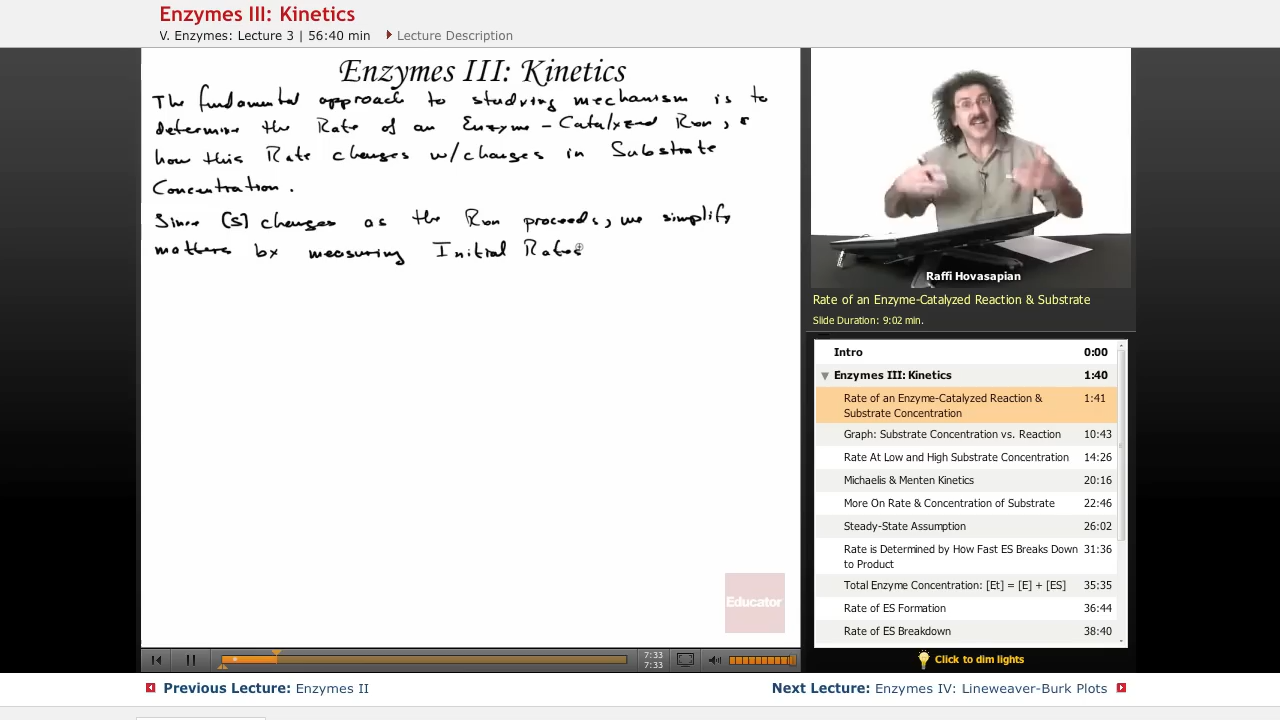 Enzymes III: Kinetics
V. Enzymes: Lecture 3 | 56:40 min
Lecture Description
Enzymes III: Kinetics
The fundamental approach to studying mechanism is to
determine the Rate of an Enzyme-Catalyzed Rxn, &
how this Rate changes w/changes in Substrate
Concentration.
Since [S] changes as the Rxn proceeds, we simplify
matters by measuring Initial Rates
Educator
Raffi Hovasapian
Rate of an Enzyme-Catalyzed Reaction & Substrate
Slide Duration: 9:02 min.
Intro 0:00
Enzymes III: Kinetics 1:40
Rate of an Enzyme-Catalyzed Reaction & 1:41
Substrate Concentration
Graph: Substrate Concentration vs. Reaction 10:43
Rate At Low and High Substrate Concentration 14:26
Michaelis & Menten Kinetics 20:16
More On Rate & Concentration of Substrate 22:46
Steady-State Assumption 26:02
Rate is Determined by How Fast ES Breaks Down 31:36
to Product
Total Enzyme Concentration: [Et] = [E] + [ES] 35:35
Rate of ES Formation 36:44
Rate of ES Breakdown 38:40
7:33
7:33
Click to dim lights
Previous Lecture: Enzymes II
Next Lecture: Enzymes IV: Lineweaver-Burk Plots